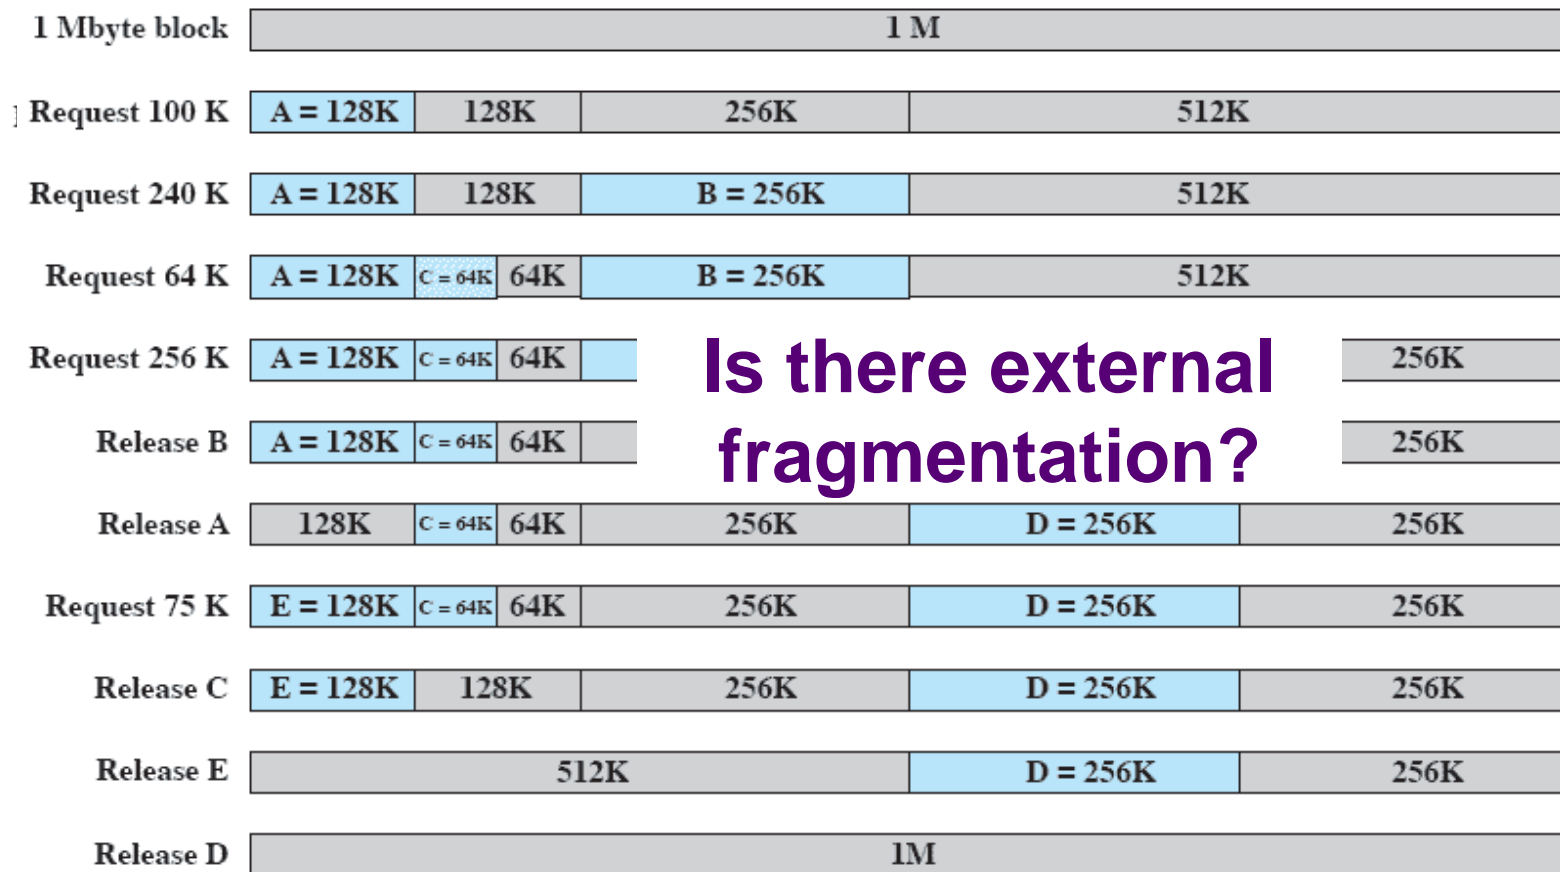 1 Mbyte block 1 M
Request 100 K A = 128K 128K 256K 512K
Request 240 K A = 128K 128K B = 256K 512K
Request 64 K A = 128K C = 64K 64K B = 256K 512K
Request 256 K A = 128K C = 64K 64K 256K
Is there external
fragmentation?
Release B A = 128K C = 64K 64K 256K
Release A 128K C = 64K 64K 256K D = 256K 256K
Request 75 K E = 128K C = 64K 64K 256K D = 256K 256K
Release C E = 128K 128K 256K D = 256K 256K
Release E 512K D = 256K 256K
Release D 1M